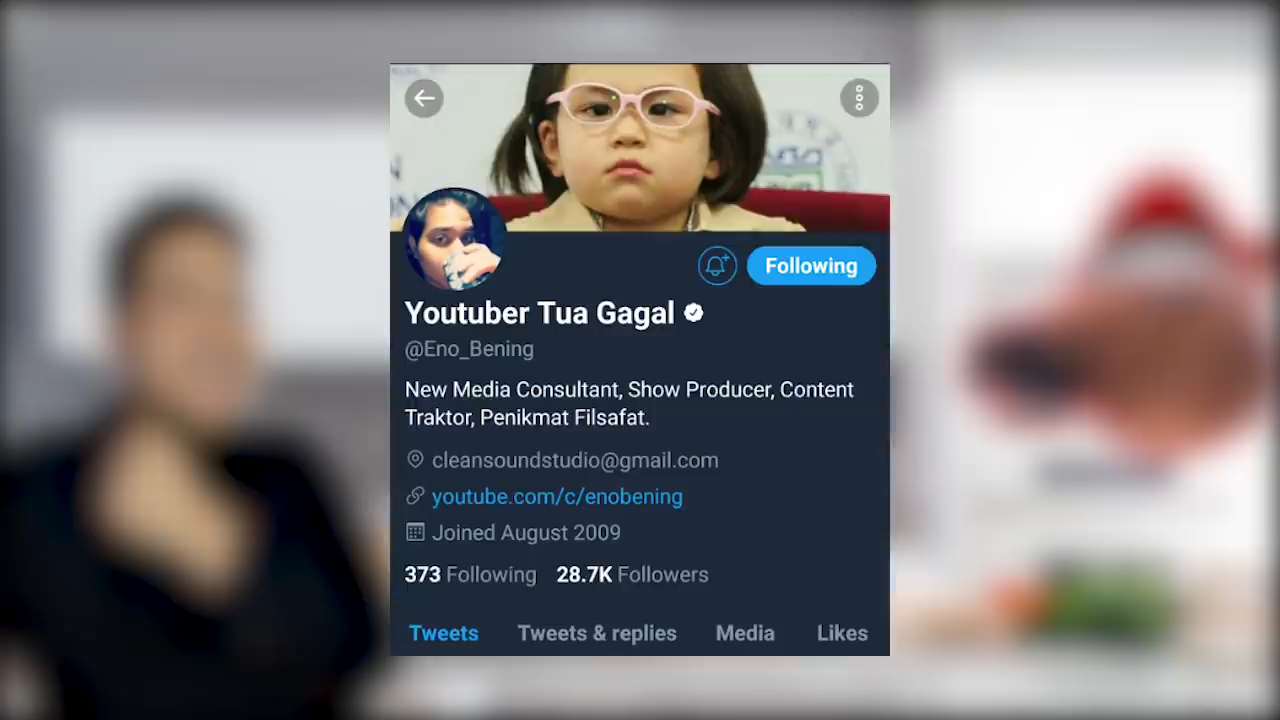 Following
Youtuber Tua Gagal
@Eno_Bening
New Media Consultant, Show Producer, Content
Traktor, Penikmat Filsafat.
cleansoundstudio@gmail.com
youtube.com/c/enobening
Joined August 2009
373 Following 28.7K Followers
Tweets Tweets & replies Media Likes